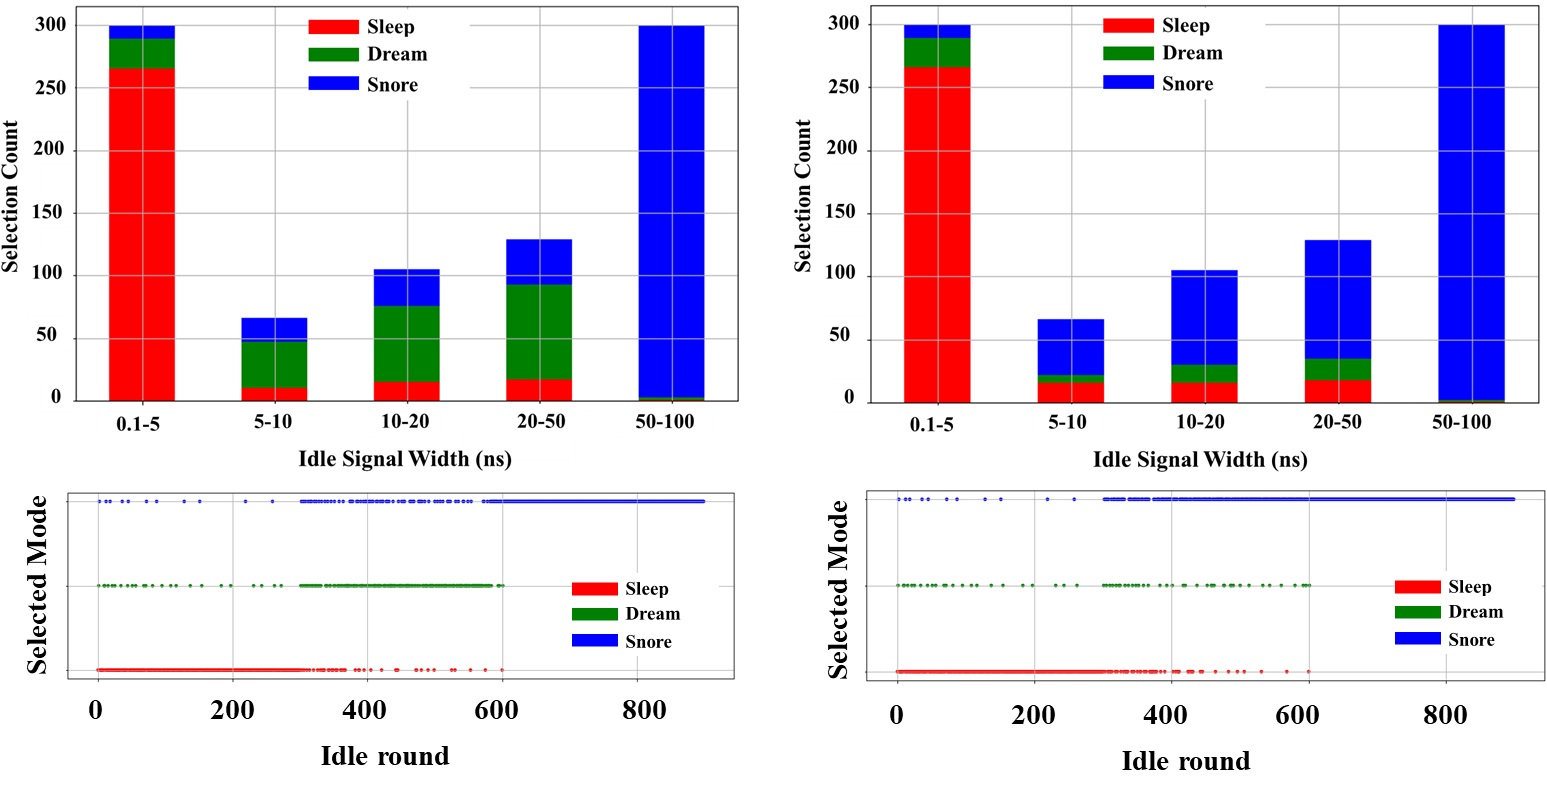 300
250
200
150
100
50
0
Selection Count
Sleep
Dream
Snore
0.1-5
5-10
10-20
20-50
50-100
Idle Signal Width (ns)
300
250
200
150
100
50
0
Selection Count
Sleep
Dream
Snore
0.1-5
5-10
10-20
20-50
50-100
Idle Signal Width (ns)
Selected Mode
Sleep
Dream
Snore
0
200
400
600
800
Idle round
Selected Mode
Sleep
Dream
Snore
0
200
400
600
800
Idle round